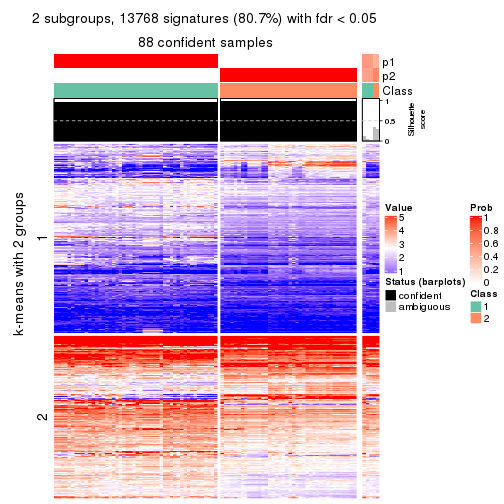 2 subgroups, 13768 signatures (80.7%) with fdr < 0.05
88 confident samples
p1
p2
Class
1
0.5
0
Silhouette
score
k-means with 2 groups
1
2
Value
5
4
3
2
1
Status (barplots)
confident
ambiguous
Prob
1
0.8
0.6
0.4
0.2
0
Class
1
2